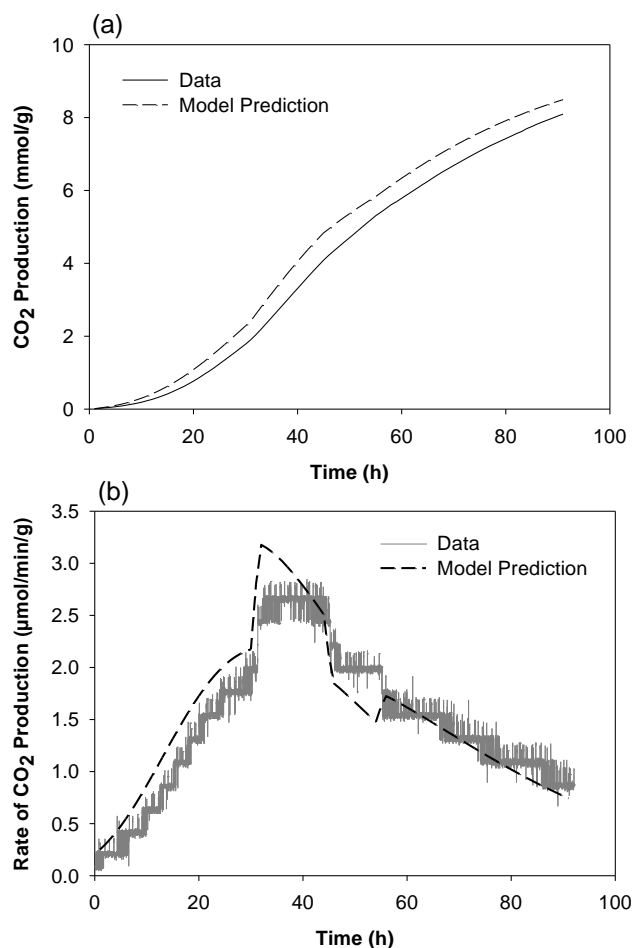 (a)
10
8
6
4
2
0
CO2 Production (mmol/g)
Data
Model Prediction
0 20 40 60 80 100
Time (h)
(b)
3.5
3.0
2.5
2.0
1.5
1.0
0.5
0.0
Rate of CO2 Production (μmol/min/g)
Data
Model Prediction
0 20 40 60 80 100
Time (h)